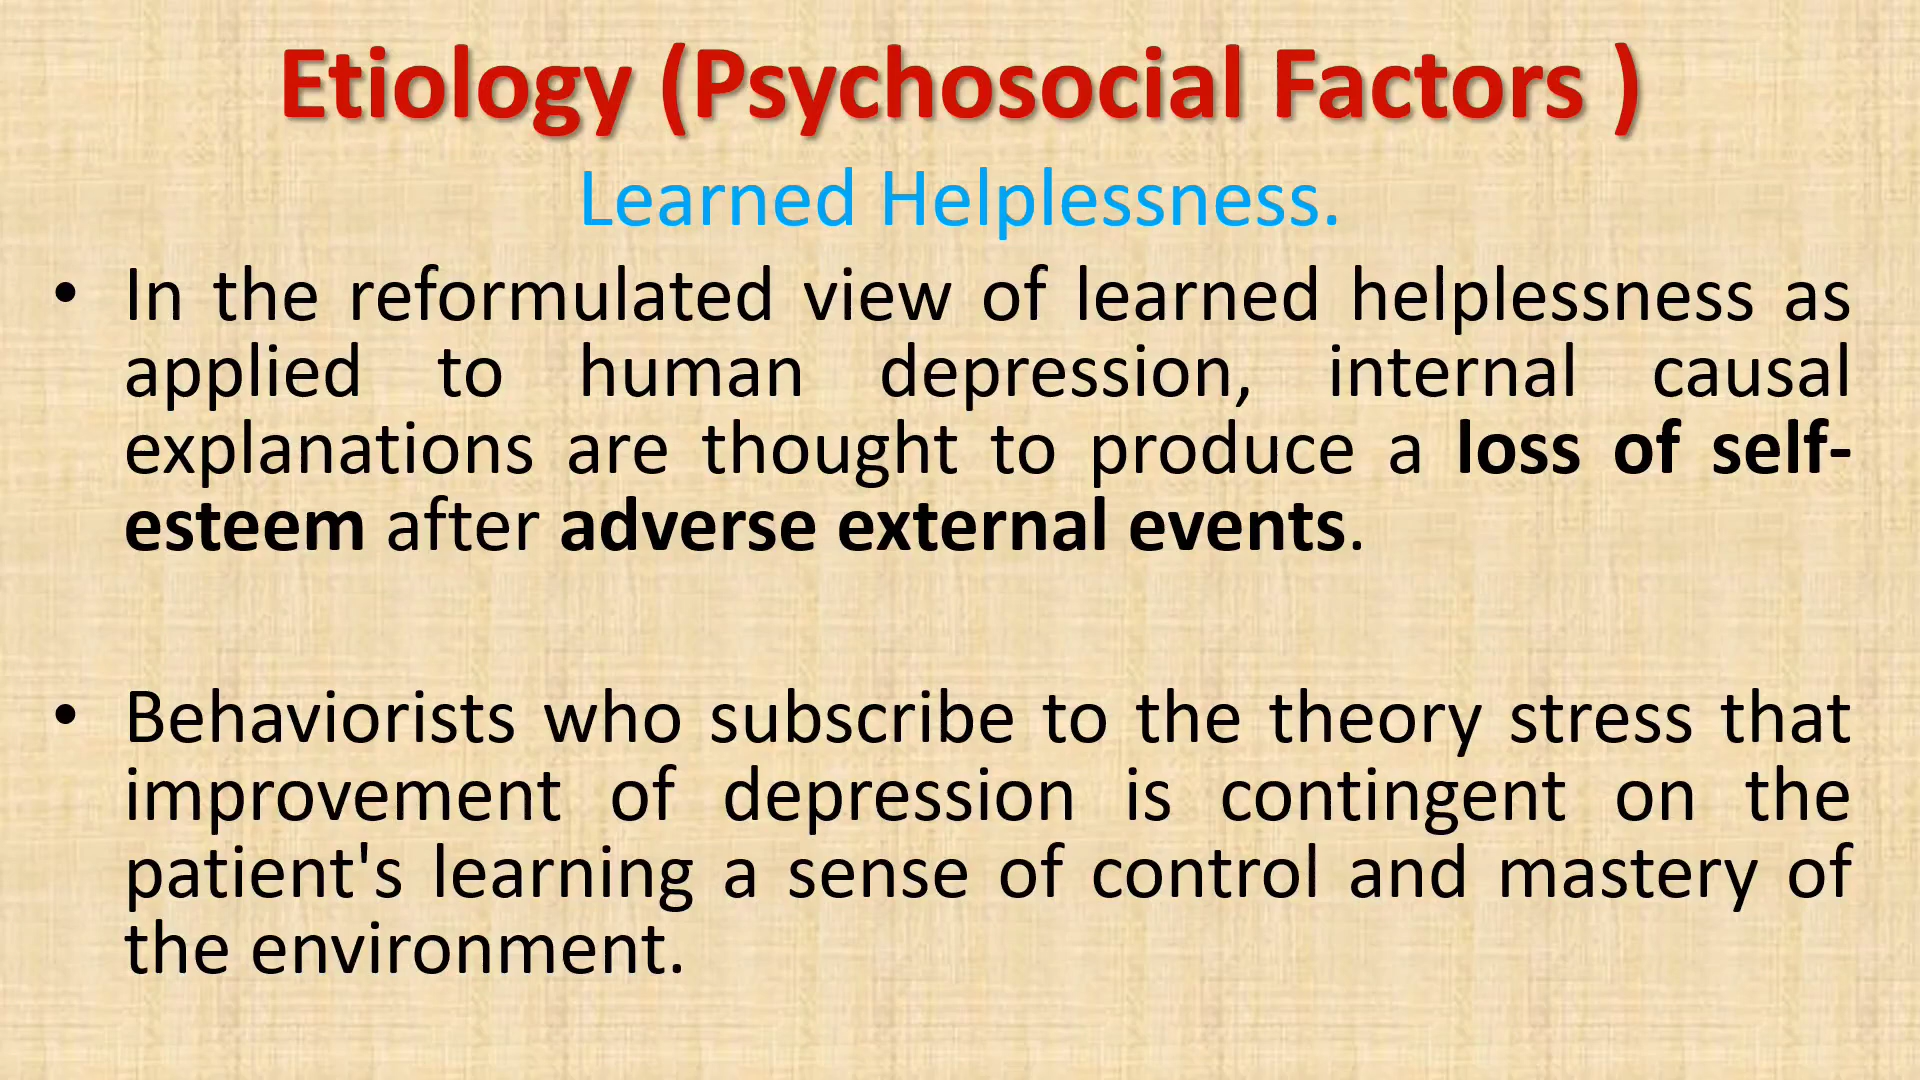 Etiology (Psychosocial Factors )
Learned Helplessness.
• In the reformulated view of learned helplessness as
applied to human depression, internal causal
explanations are thought to produce a loss of self-
esteem after adverse external events.
• Behaviorists who subscribe to the theory stress that
improvement of depression is contingent on the
patient's learning a sense of control and mastery of
the environment.